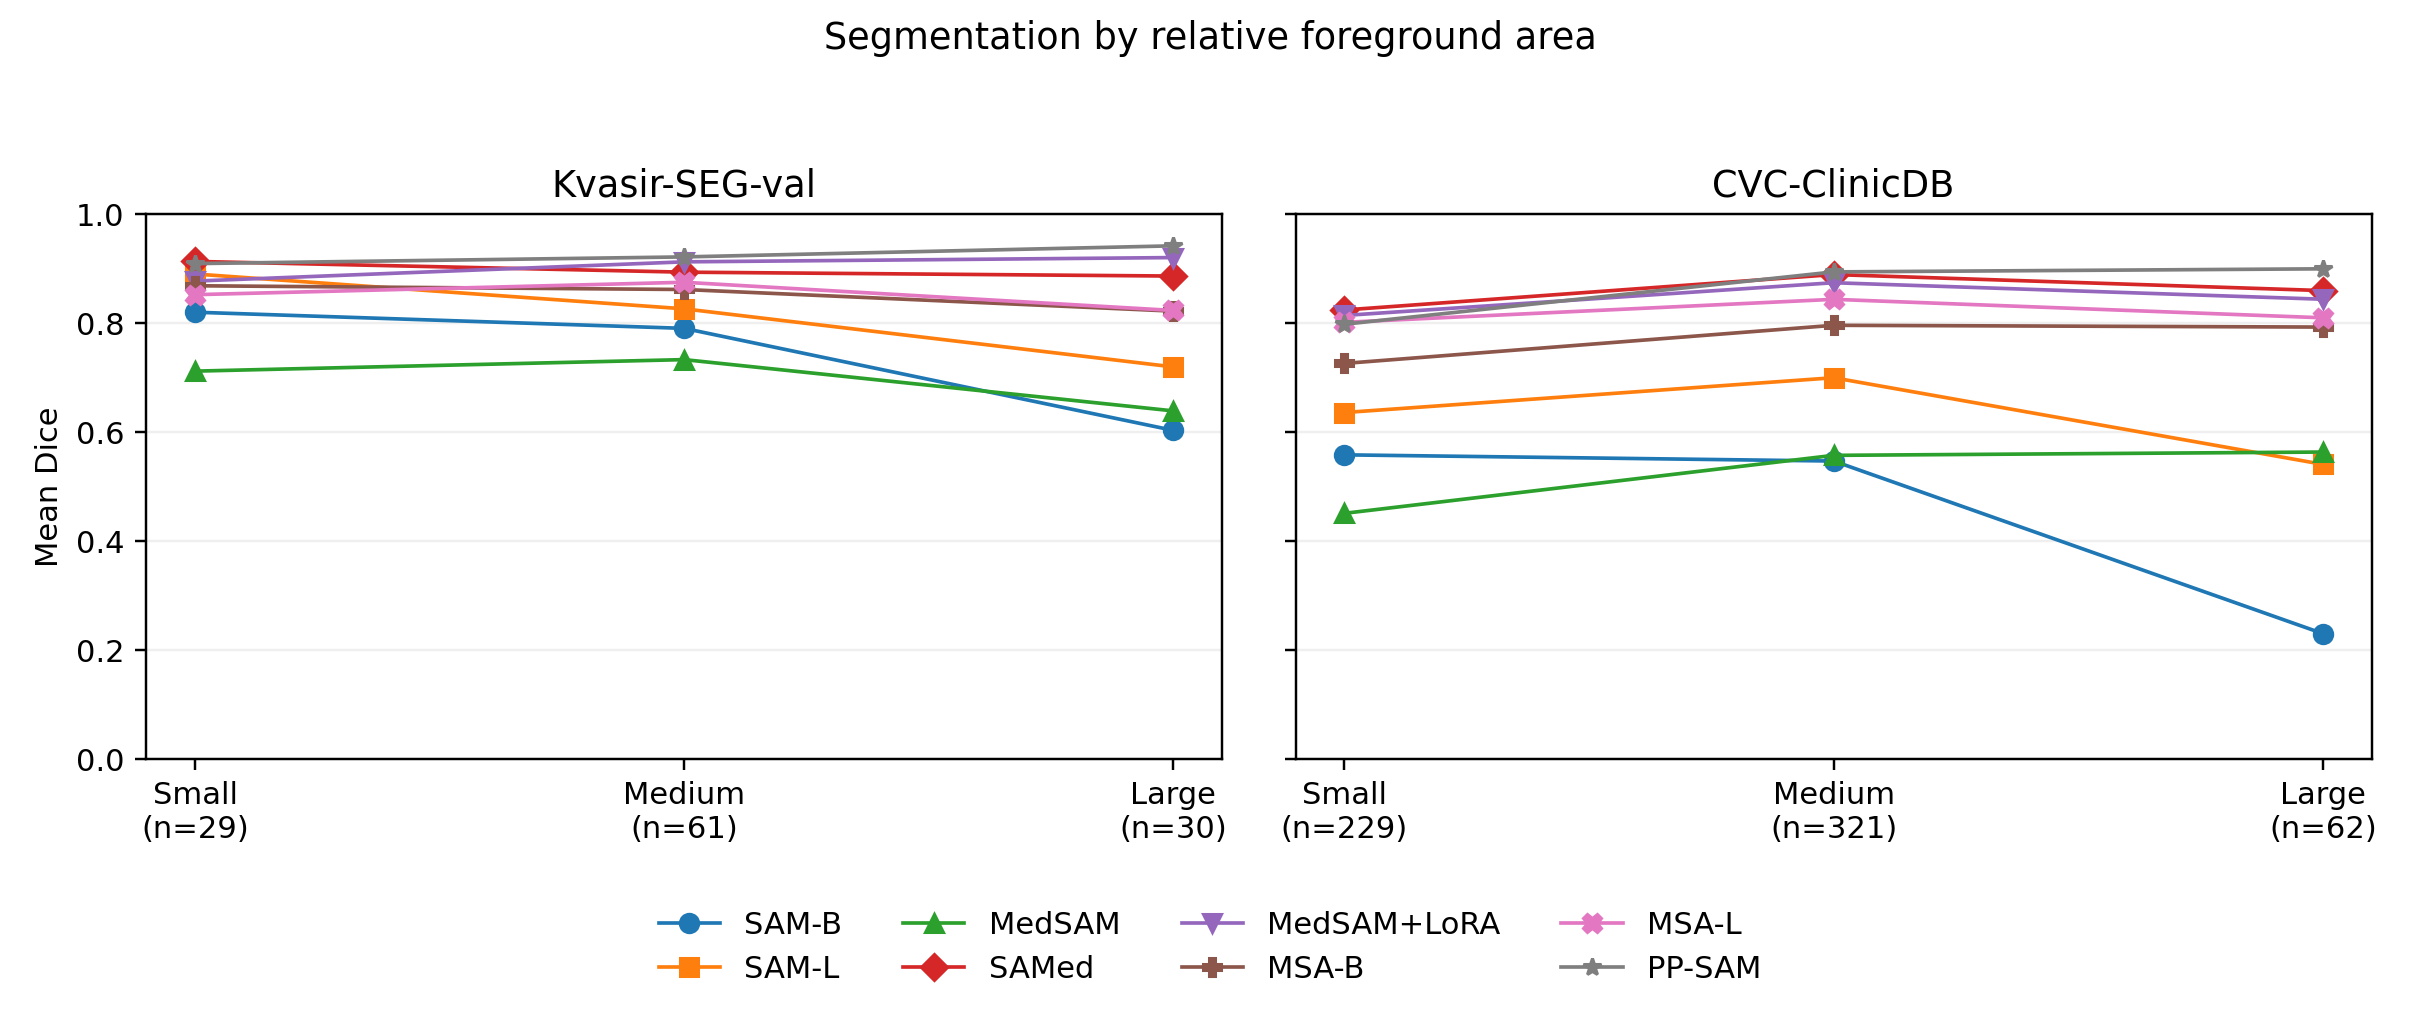 Segmentation by relative foreground area
Kvasir-SEG-val
CVC-ClinicDB
Mean Dice
1.0
0.8
0.6
0.4
0.2
0.0
Small
(n=29)
Medium
(n=61)
Large
(n=30)
Small
(n=229)
Medium
(n=321)
Large
(n=62)
SAM-B
SAM-L
MedSAM
SAMed
MedSAM+LoRA
MSA-B
MSA-L
PP-SAM